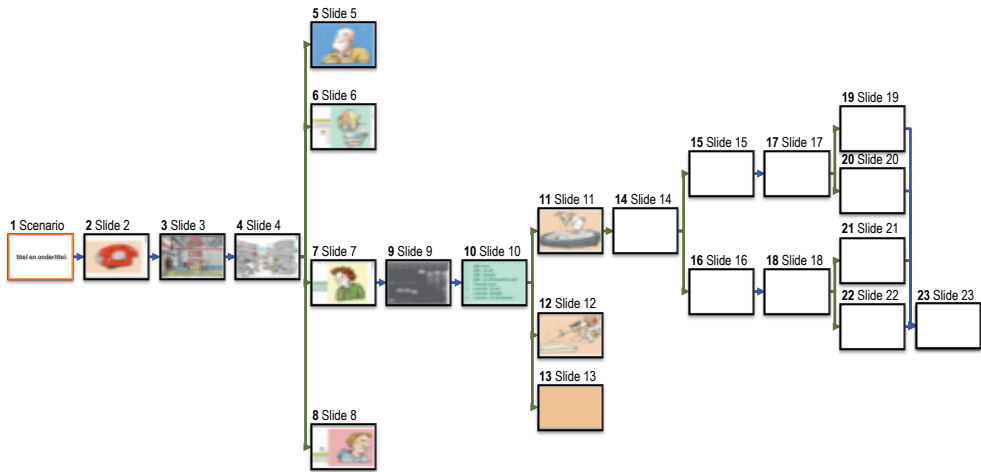 1 Scenario
titel en ondertitel
2 Slide 2
3 Slide 3
4 Slide 4
5 Slide 5
6 Slide 6
7 Slide 7
8 Slide 8
9 Slide 9
10 Slide 10
11 Slide 11
12 Slide 12
13 Slide 13
14 Slide 14
15 Slide 15
16 Slide 16
17 Slide 17
18 Slide 18
19 Slide 19
20 Slide 20
21 Slide 21
22 Slide 22
23 Slide 23